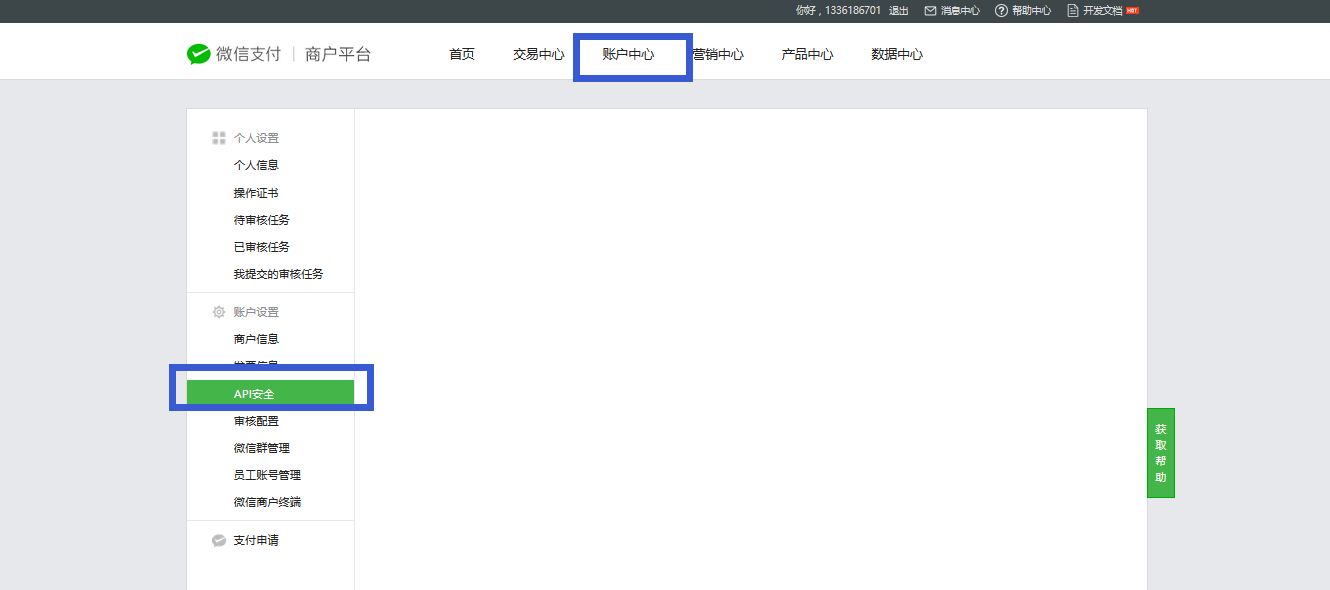 你好，1336186701 退出 消息中心 帮助中心 开发文档 HOT
微信支付 | 商户平台 首页 交易中心 账户中心 营销中心 产品中心 数据中心
个人设置
个人信息
操作证书
待审核任务
已审核任务
我提交的审核任务
账户设置
商户信息
发票信息
API安全
审核配置
微信群管理
员工账号管理
微信商户终端
支付申请
获
取
帮
助